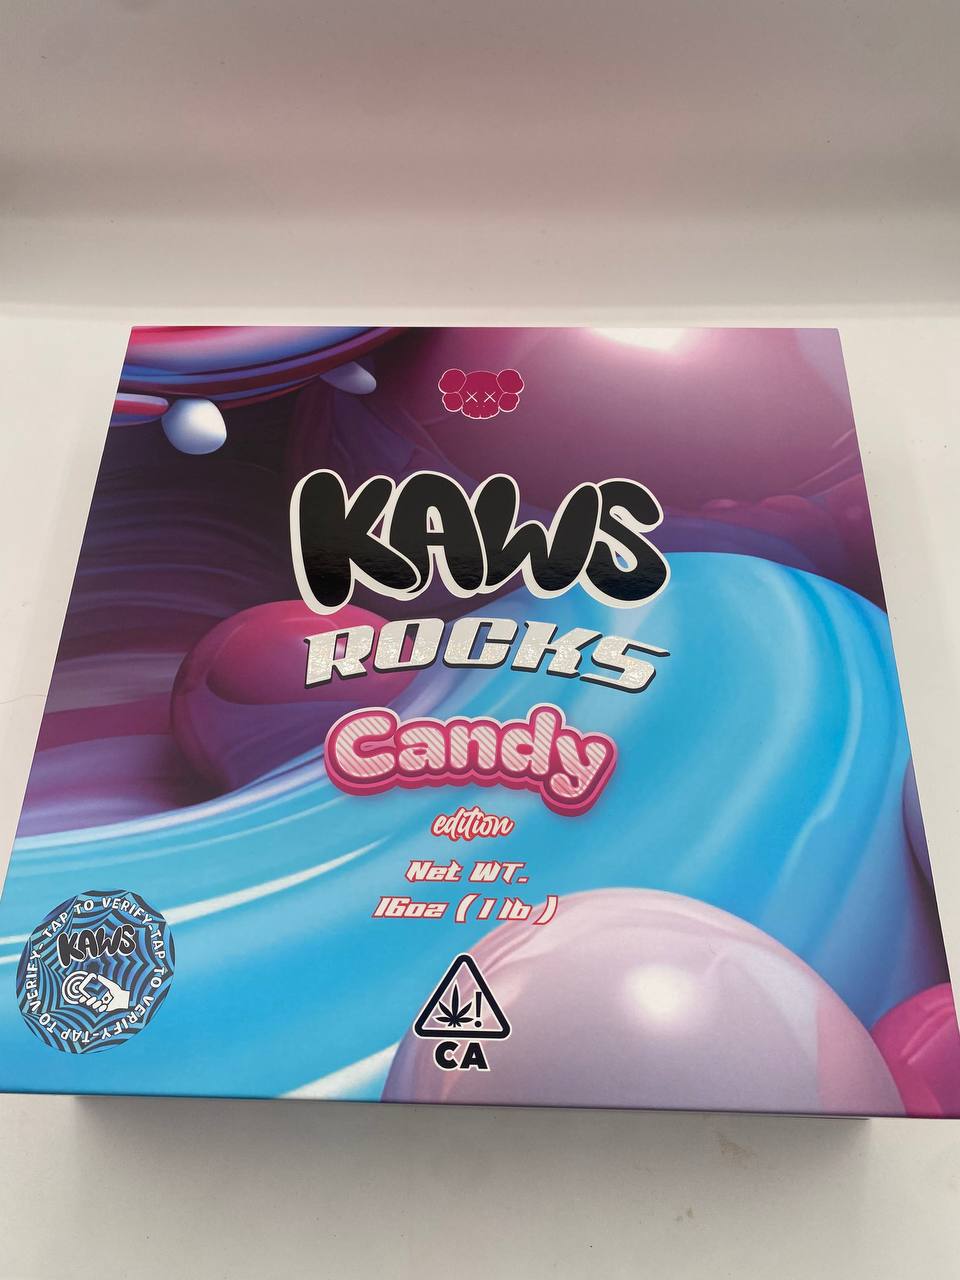 KAWS
ROCKS
Candy
edition
Net WT.
16oz ( 1 lb )
TAP TO VERIFY-TAP TO VERIFY-TAP TO VERIFY-
KAWS
CA